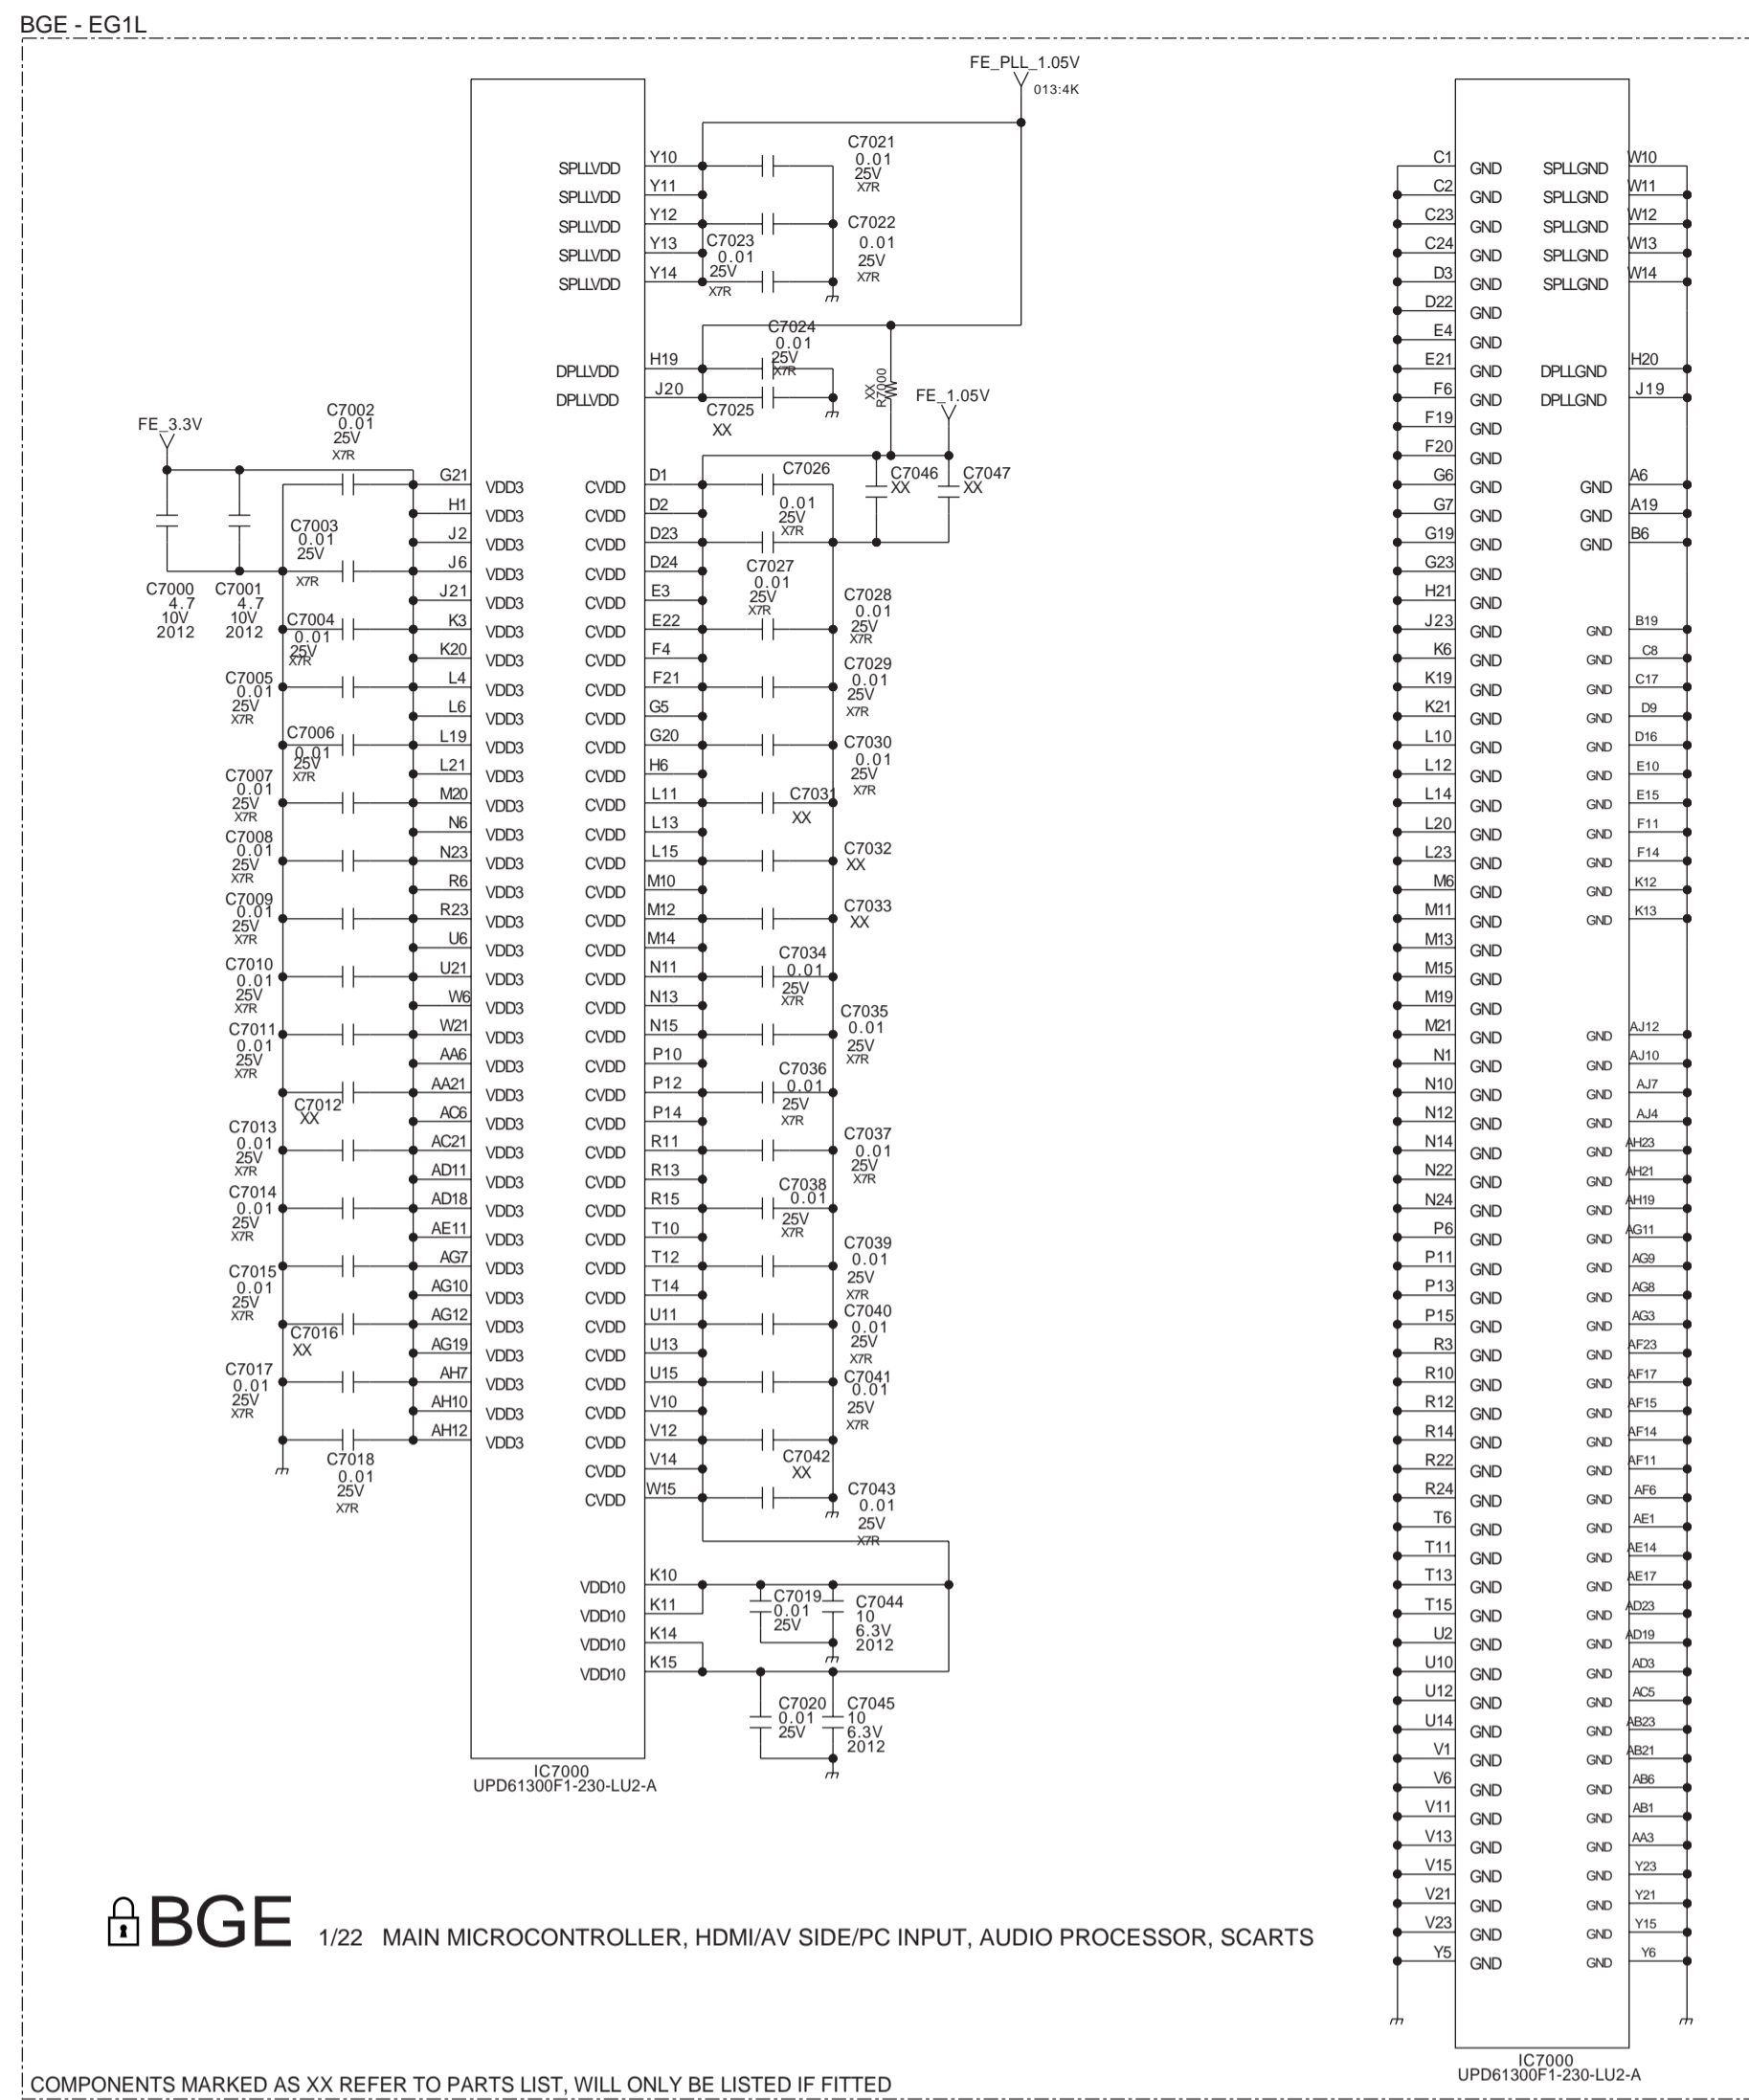 BGE - EG1L
FE_PLL_1.05V
013:4K
SPLLVDD Y10
SPLLVDD Y11
SPLLVDD Y12
SPLLVDD Y13
SPLLVDD Y14
C7021
0.01
25V
X7R
C7022
0.01
25V
X7R
C7023
0.01
25V
X7R
DPLLVDD H19
DPLLVDD J20
C7024
0.01
25V
X7R
C7025
XX
XX
R7000
FE_1.05V
FE_3.3V
C7000
4.7
10V
2012
C7001
4.7
10V
2012
C7002
0.01
25V
X7R
C7003
0.01
25V
X7R
C7004
0.01
25V
X7R
C7005
0.01
25V
X7R
C7006
0.01
25V
X7R
C7007
0.01
25V
X7R
C7008
0.01
25V
X7R
C7009
0.01
25V
X7R
C7010
0.01
25V
X7R
C7011
0.01
25V
X7R
C7012
XX
C7013
0.01
25V
X7R
C7014
0.01
25V
X7R
C7015
0.01
25V
X7R
C7016
XX
C7017
0.01
25V
X7R
C7018
0.01
25V
X7R
G21 VDD3 CVDD D1
H1 VDD3 CVDD D2
J2 VDD3 CVDD D23
J6 VDD3 CVDD D24
J21 VDD3 CVDD E3
K3 VDD3 CVDD E22
K20 VDD3 CVDD F4
L4 VDD3 CVDD F21
L6 VDD3 CVDD G5
L19 VDD3 CVDD G20
L21 VDD3 CVDD H6
M20 VDD3 CVDD L11
N6 VDD3 CVDD L13
N23 VDD3 CVDD L15
R6 VDD3 CVDD M10
R23 VDD3 CVDD M12
U6 VDD3 CVDD M14
U21 VDD3 CVDD N11
W6 VDD3 CVDD N13
W21 VDD3 CVDD N15
AA6 VDD3 CVDD P10
AA21 VDD3 CVDD P12
AC6 VDD3 CVDD P14
AC21 VDD3 CVDD R11
AD11 VDD3 CVDD R13
AD18 VDD3 CVDD R15
AE11 VDD3 CVDD T10
AG7 VDD3 CVDD T12
AG10 VDD3 CVDD T14
AG12 VDD3 CVDD U11
AG19 VDD3 CVDD U13
AH7 VDD3 CVDD U15
AH10 VDD3 CVDD V10
AH12 VDD3 CVDD V12
CVDD V14
CVDD W15
C7026
0.01
25V
X7R
C7046
XX
C7047
XX
C7027
0.01
25V
X7R
C7028
0.01
25V
X7R
C7029
0.01
25V
X7R
C7030
0.01
25V
X7R
C7031
XX
C7032
XX
C7033
XX
C7034
0.01
25V
X7R
C7035
0.01
25V
X7R
C7036
0.01
25V
X7R
C7037
0.01
25V
X7R
C7038
0.01
25V
X7R
C7039
0.01
25V
X7R
C7040
0.01
25V
X7R
C7041
0.01
25V
X7R
C7042
XX
C7043
0.01
25V
X7R
VDD10 K10
VDD10 K11
VDD10 K14
VDD10 K15
C7019
0.01
25V
C7044
10
6.3V
2012
C7020
0.01
25V
C7045
10
6.3V
2012
IC7000
UPD61300F1-230-LU2-A
C1 GND SPLLGND W10
C2 GND SPLLGND W11
C23 GND SPLLGND W12
C24 GND SPLLGND W13
D3 GND SPLLGND W14
D22 GND
E4 GND
E21 GND DPLLGND H20
F6 GND DPLLGND J19
F19 GND
F20 GND
G6 GND GND A6
G7 GND GND A19
G19 GND GND B6
G23 GND
H21 GND
J23 GND GND B19
K6 GND GND C8
K19 GND GND C17
K21 GND GND D9
L10 GND GND D16
L12 GND GND E10
L14 GND GND E15
L20 GND GND F11
L23 GND GND F14
M6 GND GND K12
M11 GND GND K13
M13 GND
M15 GND
M19 GND
M21 GND GND AJ12
N1 GND GND AJ10
N10 GND GND AJ7
N12 GND GND AJ4
N14 GND GND AH23
N22 GND GND AH21
N24 GND GND AH19
P6 GND GND AG11
P11 GND GND AG9
P13 GND GND AG8
P15 GND GND AG3
R3 GND GND AF23
R10 GND GND AF17
R12 GND GND AF15
R14 GND GND AF14
R22 GND GND AF11
R24 GND GND AF6
T6 GND GND AE1
T11 GND GND AE14
T13 GND GND AE17
T15 GND GND AD23
U2 GND GND AD19
U10 GND GND AD3
U12 GND GND AC5
U14 GND GND AB23
V1 GND GND AB21
V6 GND GND AB6
V11 GND GND AB1
V13 GND GND AA3
V15 GND GND Y23
V21 GND GND Y21
V23 GND GND Y15
Y5 GND GND Y6
IC7000
UPD61300F1-230-LU2-A
BGE 1/22 MAIN MICROCONTROLLER, HDMI/AV SIDE/PC INPUT, AUDIO PROCESSOR, SCARTS
COMPONENTS MARKED AS XX REFER TO PARTS LIST, WILL ONLY BE LISTED IF FITTED